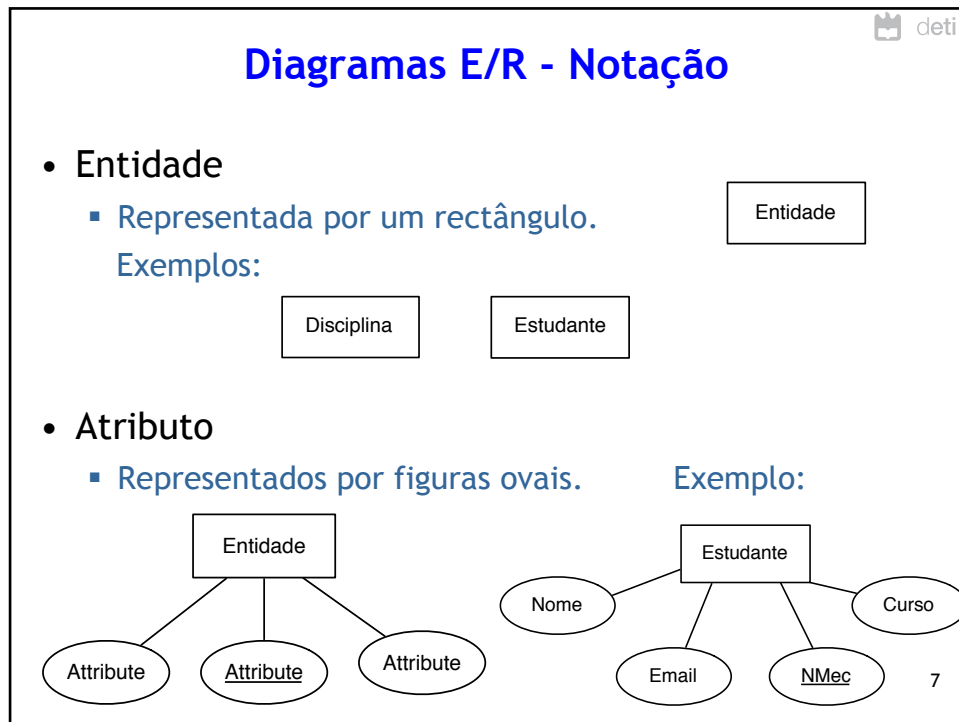 deti
Diagramas E/R - Notação
• Entidade
▪ Representada por um rectângulo.
Entidade
Exemplos:
Disciplina
Estudante
• Atributo
▪ Representados por figuras ovais.
Exemplo:
Entidade
Attribute
Attribute
Attribute
Estudante
Nome
Curso
Email
NMec
7